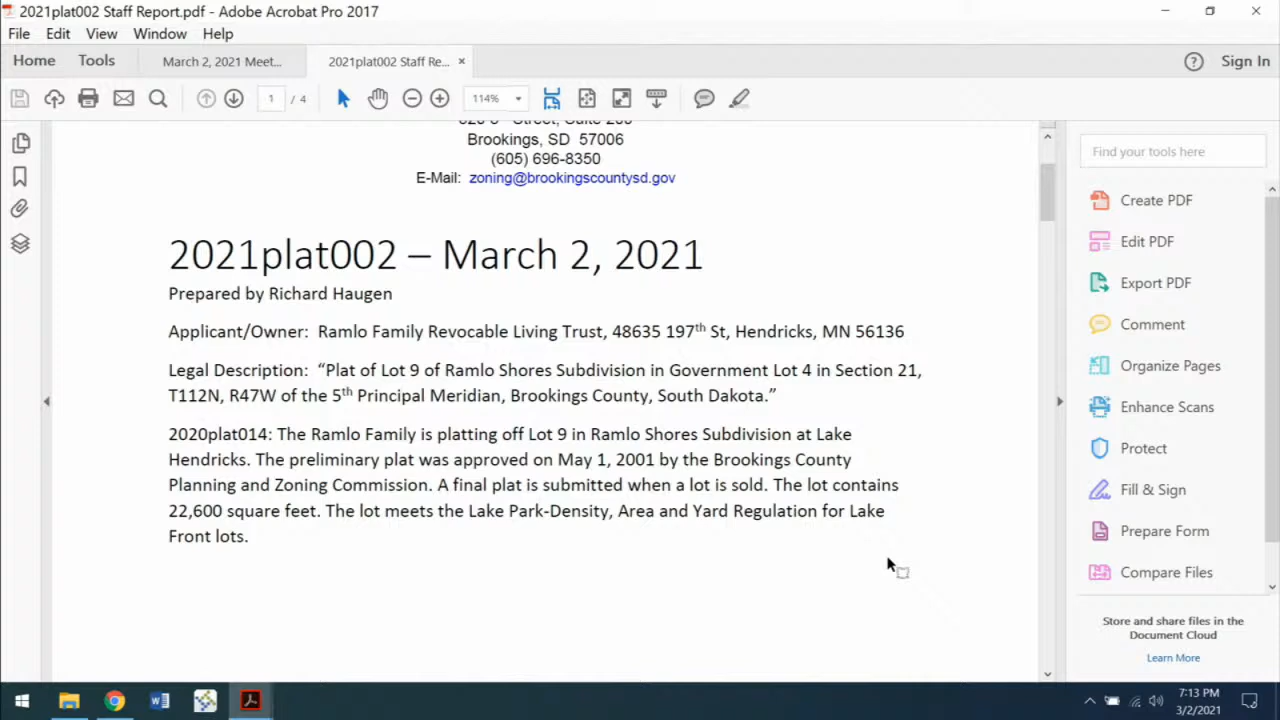 2021plat002 Staff Report.pdf - Adobe Acrobat Pro 2017
File Edit View Window Help
Home Tools March 2, 2021 Meet... 2021plat002 Staff Re... ×
Sign In
1 / 4 114%
Brookings, SD 57006
(605) 696-8350
E-Mail: zoning@brookingscountysd.gov
2021plat002 – March 2, 2021
Prepared by Richard Haugen
Applicant/Owner: Ramlo Family Revocable Living Trust, 48635 197th St, Hendricks, MN 56136
Legal Description: “Plat of Lot 9 of Ramlo Shores Subdivision in Government Lot 4 in Section 21,
T112N, R47W of the 5th Principal Meridian, Brookings County, South Dakota.”
2020plat014: The Ramlo Family is platting off Lot 9 in Ramlo Shores Subdivision at Lake
Hendricks. The preliminary plat was approved on May 1, 2001 by the Brookings County
Planning and Zoning Commission. A final plat is submitted when a lot is sold. The lot contains
22,600 square feet. The lot meets the Lake Park-Density, Area and Yard Regulation for Lake
Front lots.
Find your tools here
Create PDF
Edit PDF
Export PDF
Comment
Organize Pages
Enhance Scans
Protect
Fill & Sign
Prepare Form
Compare Files
Store and share files in the
Document Cloud
Learn More
7:13 PM
3/2/2021